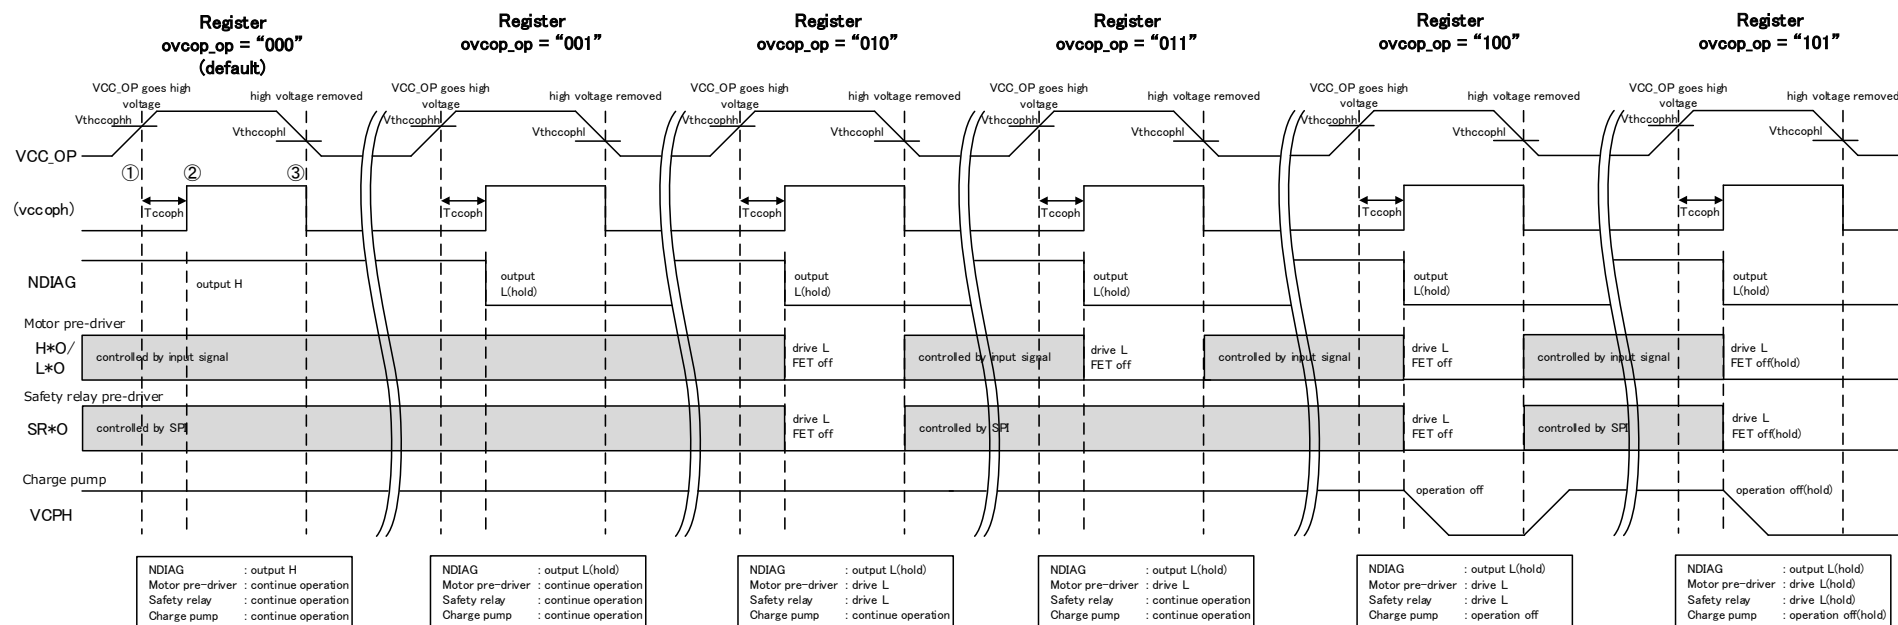 Register
ovcop_op = "000"
(default)
Register
ovcop_op = "001"
Register
ovcop_op = "010"
Register
ovcop_op = "011"
Register
ovcop_op = "100"
Register
ovcop_op = "101"
VCC_OP goes high
voltage
high voltage removed
VCC_OP goes high
voltage
high voltage removed
VCC_OP goes high
voltage
high voltage removed
VCC_OP goes high
voltage
high voltage removed
VCC_OP goes high
voltage
high voltage removed
VCC_OP goes high
voltage
high voltage removed
Vthccophh
Vthccophl
Vthccophh
Vthccophl
Vthccophh
Vthccophl
Vthccophh
Vthccophl
Vthccophh
Vthccophl
Vthccophh
Vthccophl
VCC_OP
① ② ③
(vccoph)
Tccoph
Tccoph
Tccoph
Tccoph
Tccoph
Tccoph
NDIAG
output H
output
L(hold)
output
L(hold)
output
L(hold)
output
L(hold)
output
L(hold)
Motor pre-driver
H*O/
L*O
controlled by input signal
drive L
FET off
controlled by input signal
drive L
FET off
controlled by input signal
drive L
FET off
controlled by input signal
drive L
FET off(hold)
Safety relay pre-driver
SR*O
controlled by SPI
drive L
FET off
controlled by SPI
drive L
FET off
controlled by SPI
drive L
FET off(hold)
Charge pump
VCPH
operation off
operation off(hold)
NDIAG : output H
Motor pre-driver : continue operation
Safety relay : continue operation
Charge pump : continue operation
NDIAG : output L(hold)
Motor pre-driver : continue operation
Safety relay : continue operation
Charge pump : continue operation
NDIAG : output L(hold)
Motor pre-driver : drive L
Safety relay : drive L
Charge pump : continue operation
NDIAG : output L(hold)
Motor pre-driver : drive L
Safety relay : continue operation
Charge pump : continue operation
NDIAG : output L(hold)
Motor pre-driver : drive L
Safety relay : drive L
Charge pump : operation off
NDIAG : output L(hold)
Motor pre-driver : drive L(hold)
Safety relay : drive L(hold)
Charge pump : operation off(hold)